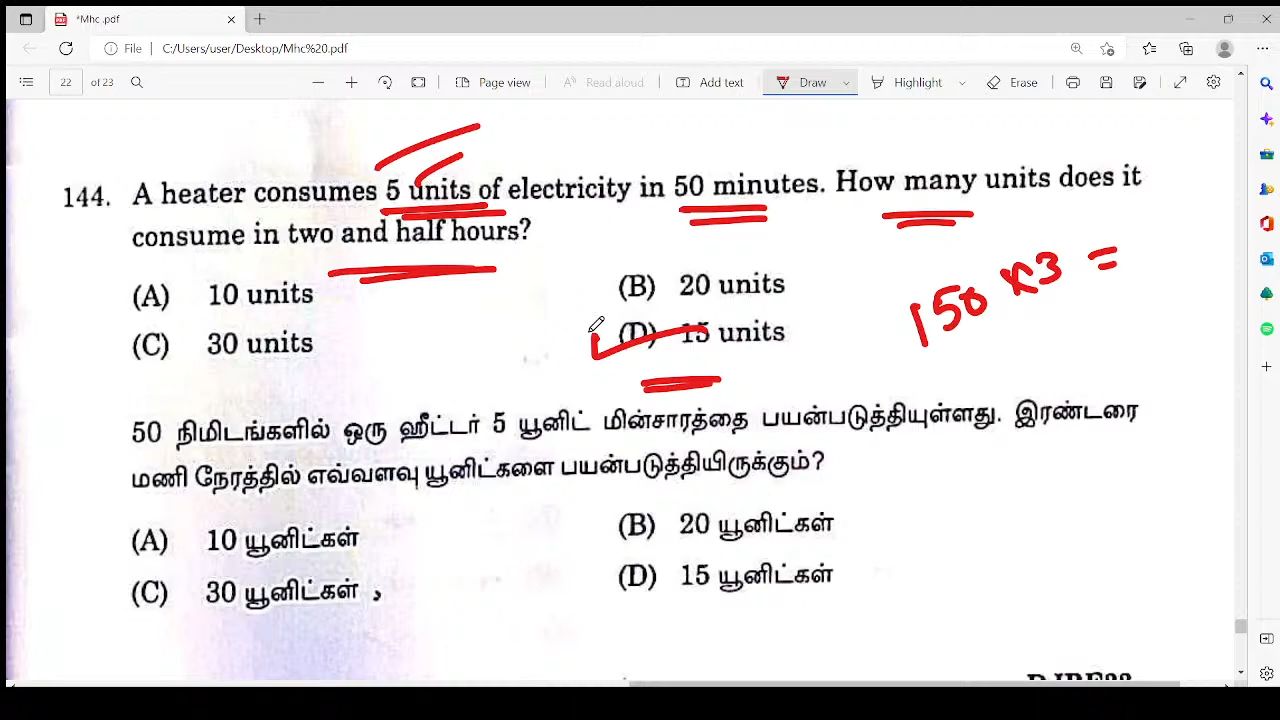 *Mhc .pdf
File C:/Users/user/Desktop/Mhc%20.pdf
22 of 23 Page view Read aloud Add text Draw Highlight Erase
144. A heater consumes 5 units of electricity in 50 minutes. How many units does it
consume in two and half hours?
(A) 10 units (B) 20 units
(C) 30 units (D) 15 units
150 x 3 =
50 நிமிடங்களில் ஒரு ஹீட்டர் 5 யூனிட் மின்சாரத்தை பயன்படுத்தியுள்ளது. இரண்டரை
மணி நேரத்தில் எவ்வளவு யூனிட்களை பயன்படுத்தியிருக்கும்?
(A) 10 யூனிட்கள் (B) 20 யூனிட்கள்
(C) 30 யூனிட்கள் (D) 15 யூனிட்கள்